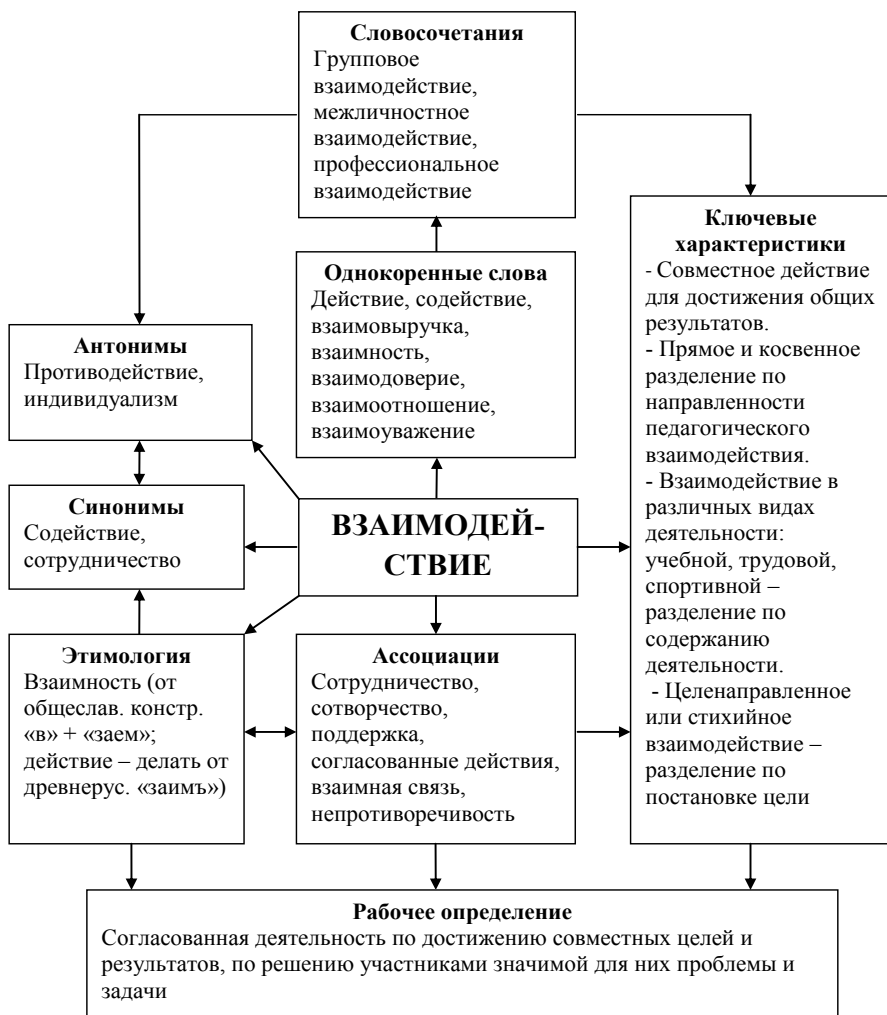 Словосочетания
Групповое
взаимодействие,
межличностное
взаимодействие,
профессиональное
взаимодействие
Однокоренные слова
Действие, содействие,
взаимовыручка,
взаимность,
взаимодоверие,
взаимоотношение,
взаимоуважение
Антонимы
Противодействие,
индивидуализм
Синонимы
Содействие,
сотрудничество
ВЗАИМОДЕЙ-
СТВИЕ
Ключевые
характеристики
- Совместное действие
для достижения общих
результатов.
- Прямое и косвенное
разделение по
направленности
педагогического
взаимодействия.
- Взаимодействие в
различных видах
деятельности:
учебной, трудовой,
спортивной –
разделение по
содержанию
деятельности.
- Целенаправленное
или стихийное
взаимодействие –
разделение по
постановке цели
Этимология
Взаимность (от
общеслав. констр.
«в» + «заем»;
действие – делать от
древнерус. «заимъ»)
Ассоциации
Сотрудничество,
сотворчество,
поддержка,
согласованные действия,
взаимная связь,
непротиворечивость
Рабочее определение
Согласованная деятельность по достижению совместных целей и
результатов, по решению участниками значимой для них проблемы и
задачи